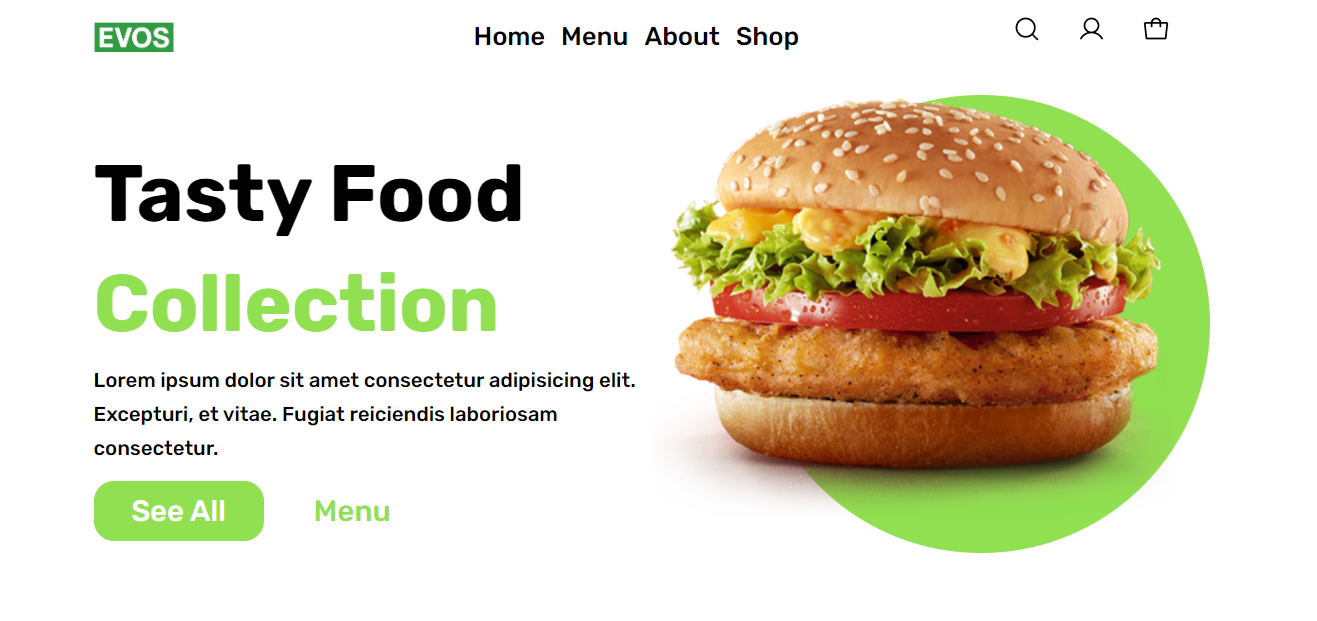 EVOS
Home Menu About Shop
Tasty Food
Collection
Lorem ipsum dolor sit amet consectetur adipisicing elit.
Excepturi, et vitae. Fugiat reiciendis laboriosam
consectetur.
See All
Menu